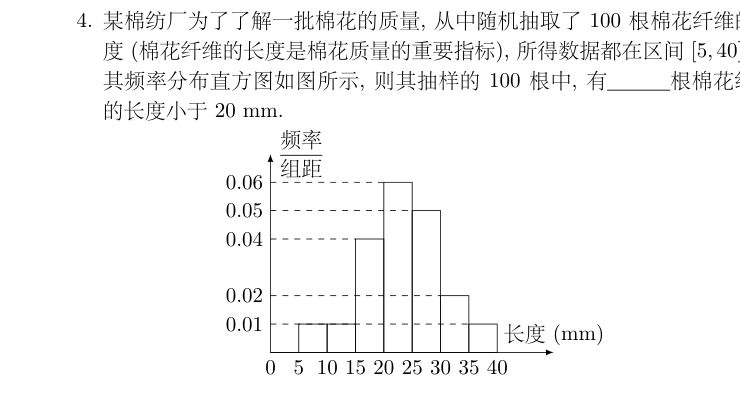 4. 某棉纺厂为了了解一批棉花的质量, 从中随机抽取了 100 根棉花纤维
度 (棉花纤维的长度是棉花质量的重要指标), 所得数据都在区间 [5, 40]
其频率分布直方图如图所示, 则其抽样的 100 根中, 有______根棉花
的长度小于 20 mm.
频率
组距
0.06
0.05
0.04
0.02
0.01
长度 (mm)
0 5 10 15 20 25 30 35 40